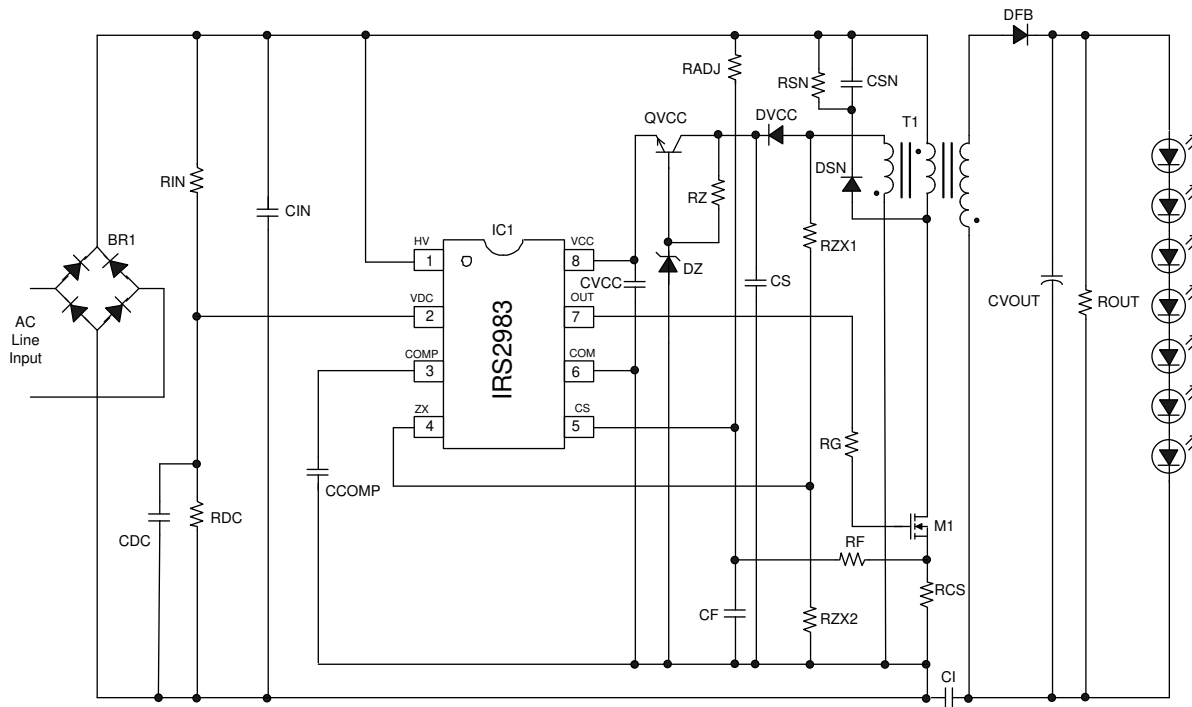 DFB
RADJ
RSN
CSN
QVCC
DVCC
T1
RIN
DSN
RZ
CIN
BR1
IC1
HV
VCC
1
8
RZX1
DZ
CVCC
CS
VDC
OUT
2
7
CVOUT
ROUT
AC
Line
Input
IRS2983
COMP
COM
3
6
ZX
CS
4
5
RG
CCOMP
RDC
CDC
M1
RF
RCS
CF
RZX2
CI